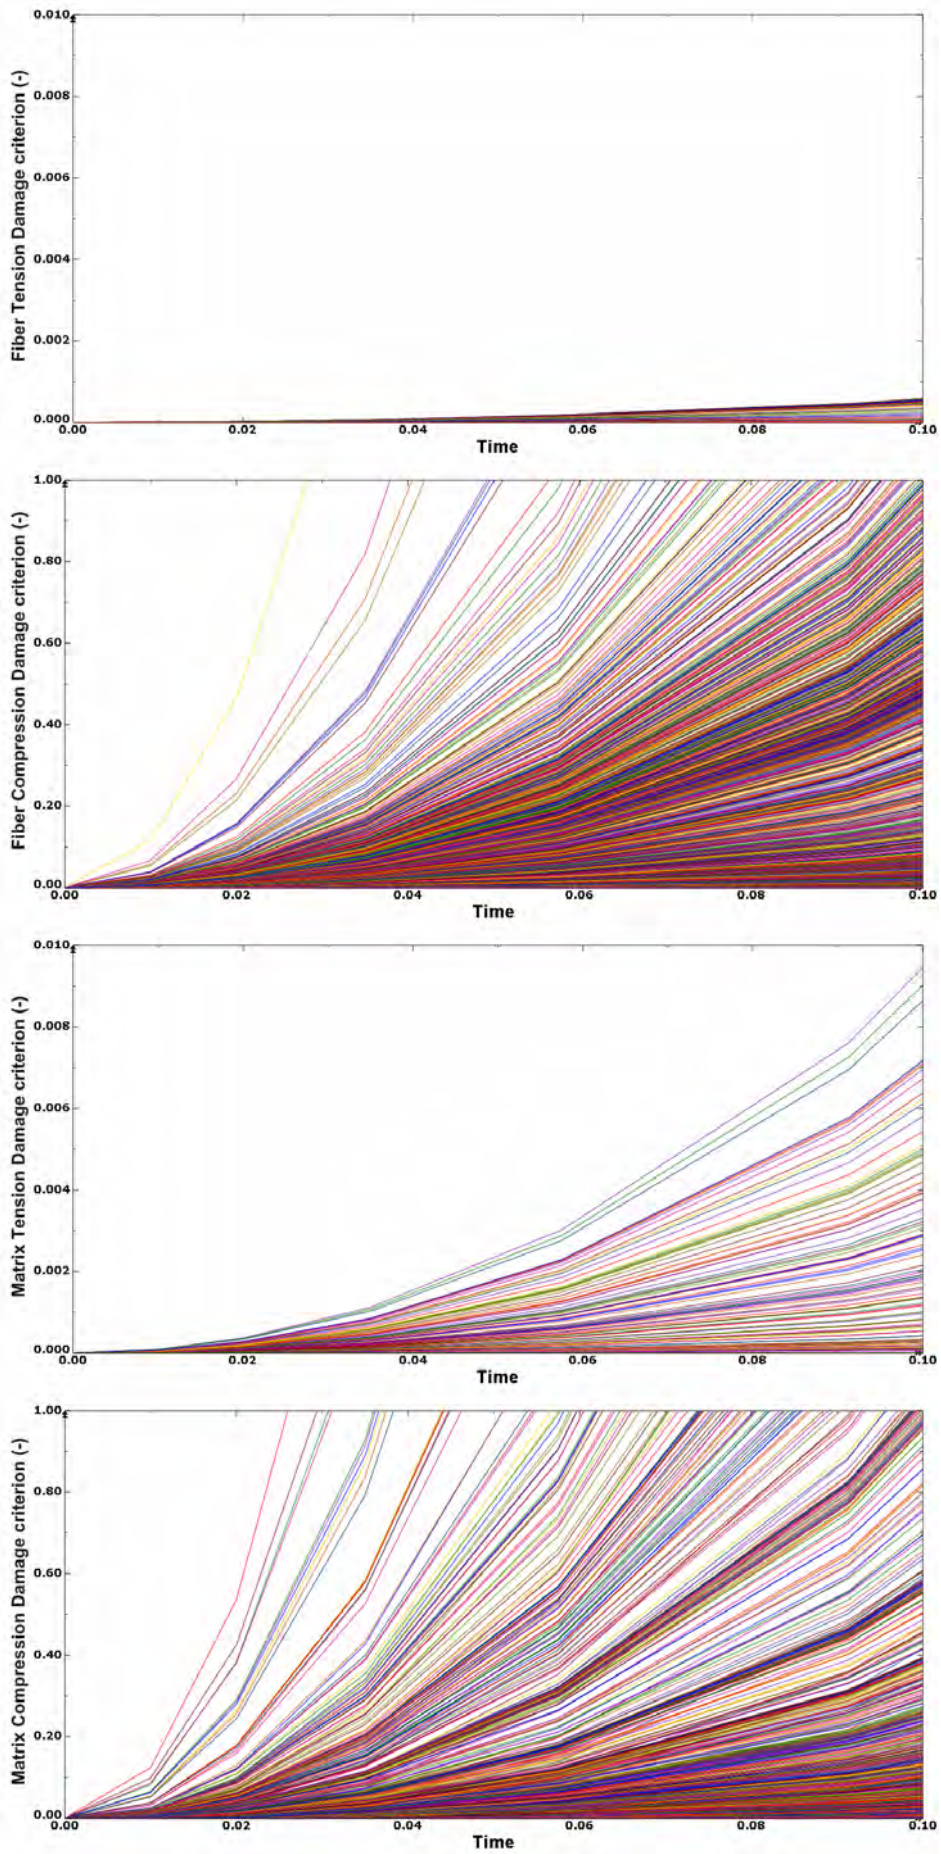 0.010
0.008
0.006
0.004
0.002
0.000
Fiber Tension Damage criterion (-)
0.00 0.02 0.04 0.06 0.08 0.10
Time
1.00
0.80
0.60
0.40
0.20
0.00
Fiber Compression Damage criterion (-)
0.00 0.02 0.04 0.06 0.08 0.10
Time
0.010
0.008
0.006
0.004
0.002
0.000
Matrix Tension Damage criterion (-)
0.00 0.02 0.04 0.06 0.08 0.10
Time
1.00
0.80
0.60
0.40
0.20
0.00
Matrix Compression Damage criterion (-)
0.00 0.02 0.04 0.06 0.08 0.10
Time